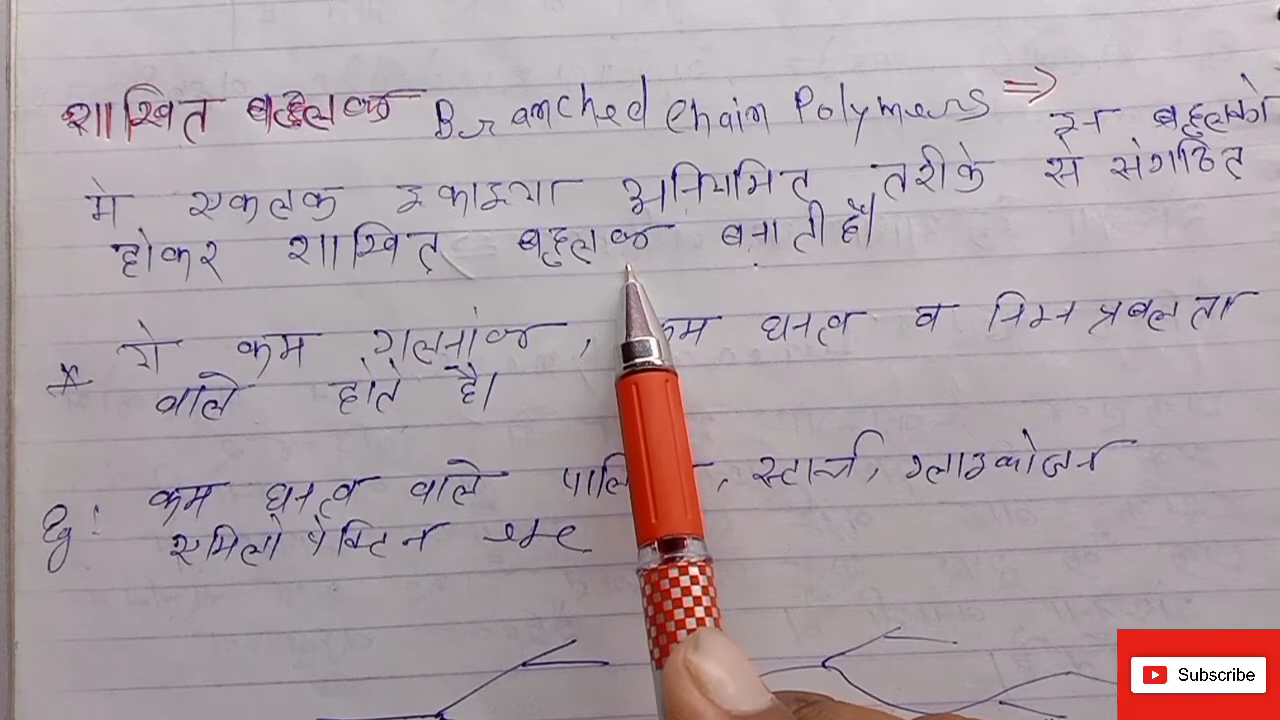 शाखित बहुलक Branched Chain Polymers ⇒ इन बहुलको
मे एकलक इकाइया अनियमित तरीके से संगठित
होकर शाखित बहुलक बनाती है।
* ये कम गलनांक, कम घनत्व व निम्न प्रबलता
वाले होते है।
Eg: कम घनत्व वाले स्टार्च, ग्लाइकोजन
एमिलो पेक्टिन etc
Subscribe